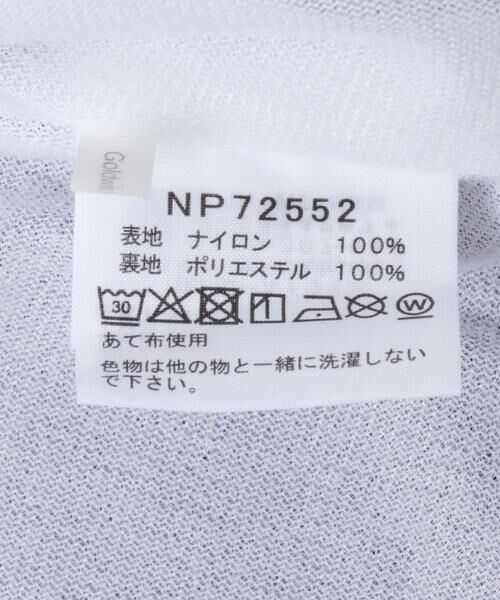 NP72552
表地 ナイロン 100%
裏地 ポリエステル 100%
30
W
あて布使用
色物は他の物と一緒に洗濯しない
で下さい。